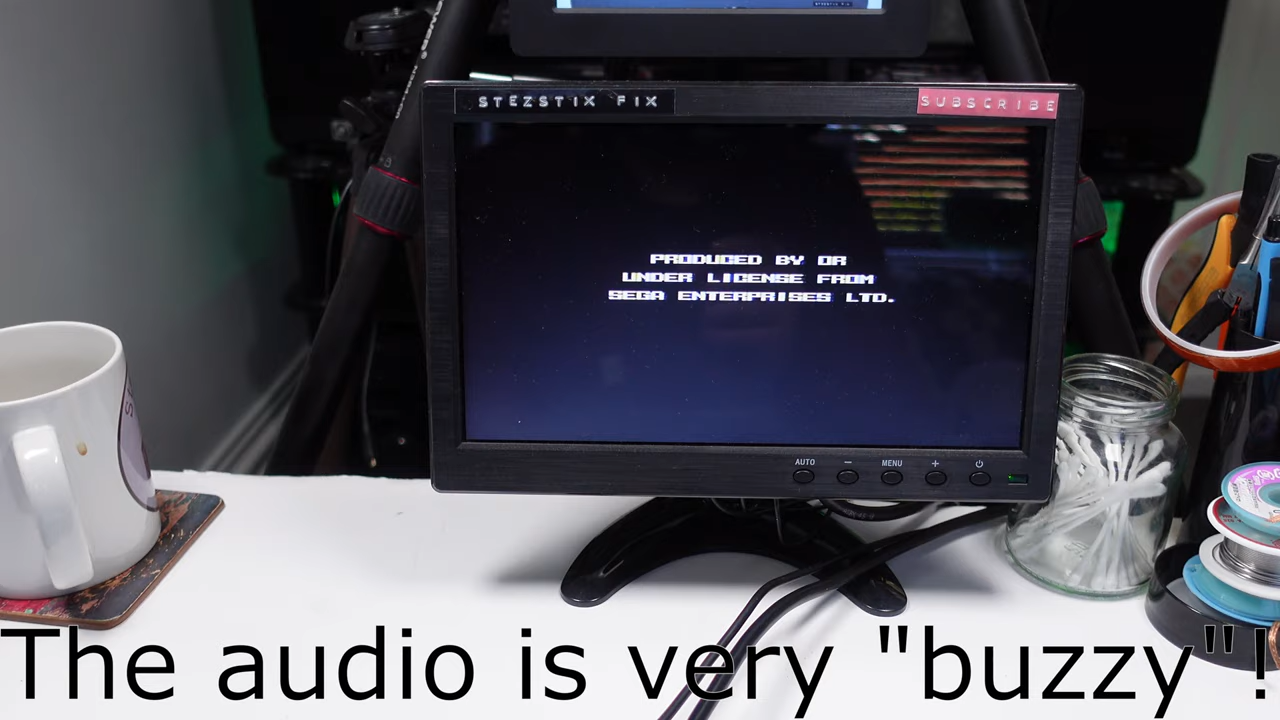 STEZSTIX FIX
SUBSCRIBE
PRODUCED BY OR
UNDER LICENSE FROM
SEGA ENTERPRISES LTD.
AUTO
−
MENU
+
The audio is very "buzzy"!